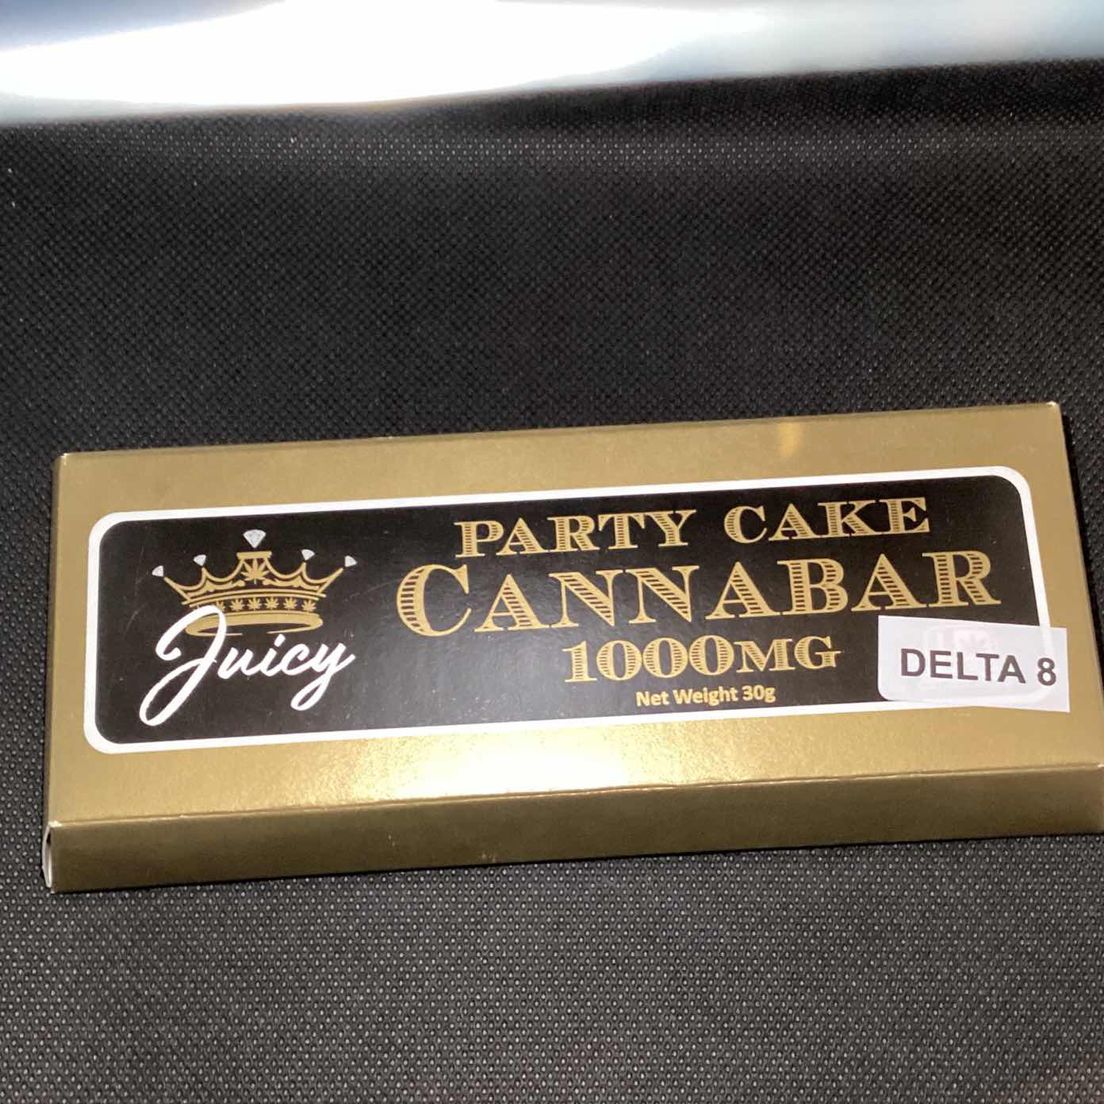 Juicy
PARTY CAKE
CANNABAR
1000MG
Net Weight 30g
DELTA 8